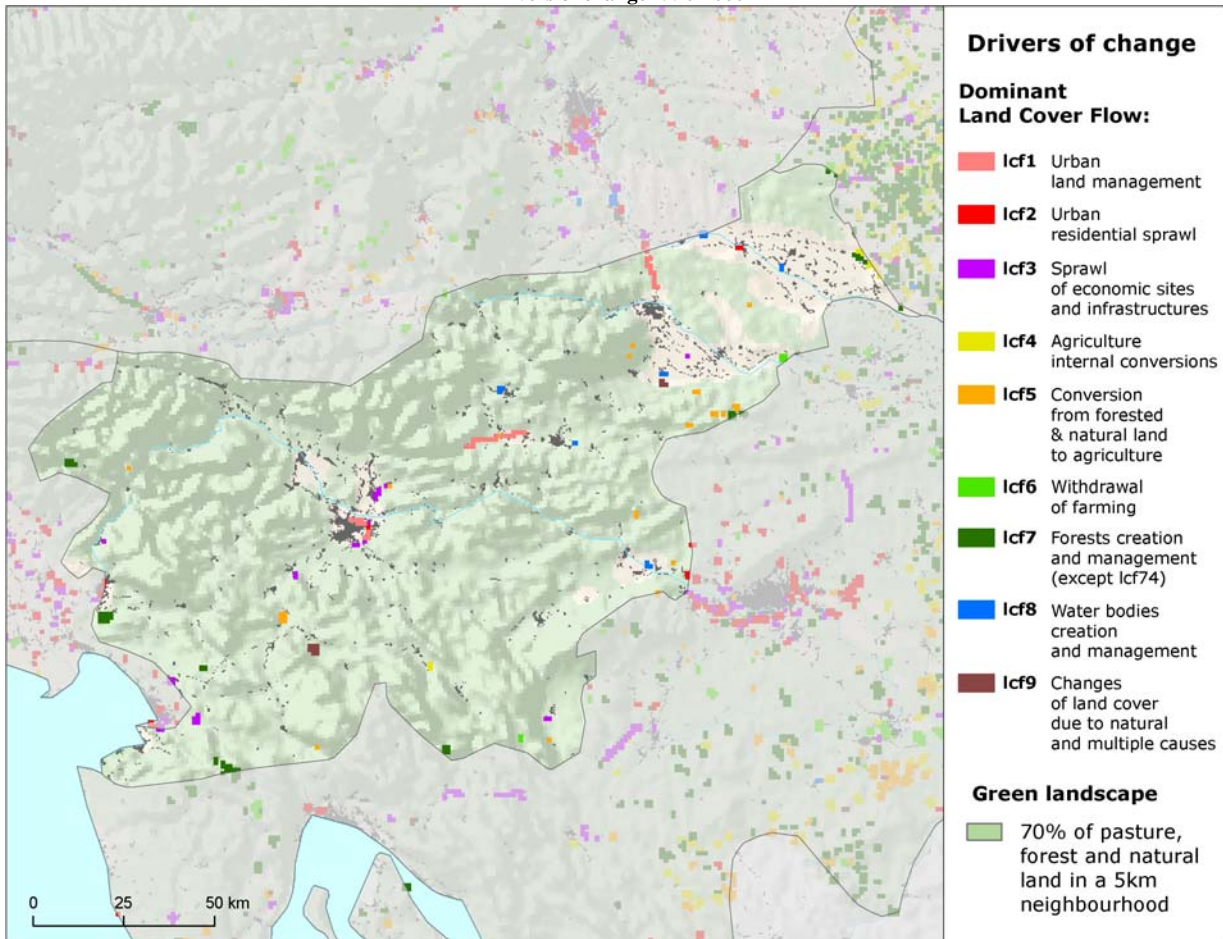 Drivers of change
Dominant
Land Cover Flow:
lcf1 Urban
land management
lcf2 Urban
residential sprawl
lcf3 Sprawl
of economic sites
and infrastructures
lcf4 Agriculture
internal conversions
lcf5 Conversion
from forested
& natural land
to agriculture
lcf6 Withdrawal
of farming
lcf7 Forests creation
and management
(except lcf74)
lcf8 Water bodies
creation
and management
lcf9 Changes
of land cover
due to natural
and multiple causes
Green landscape
70% of pasture,
forest and natural
land in a 5km
neighbourhood
0 25 50 km